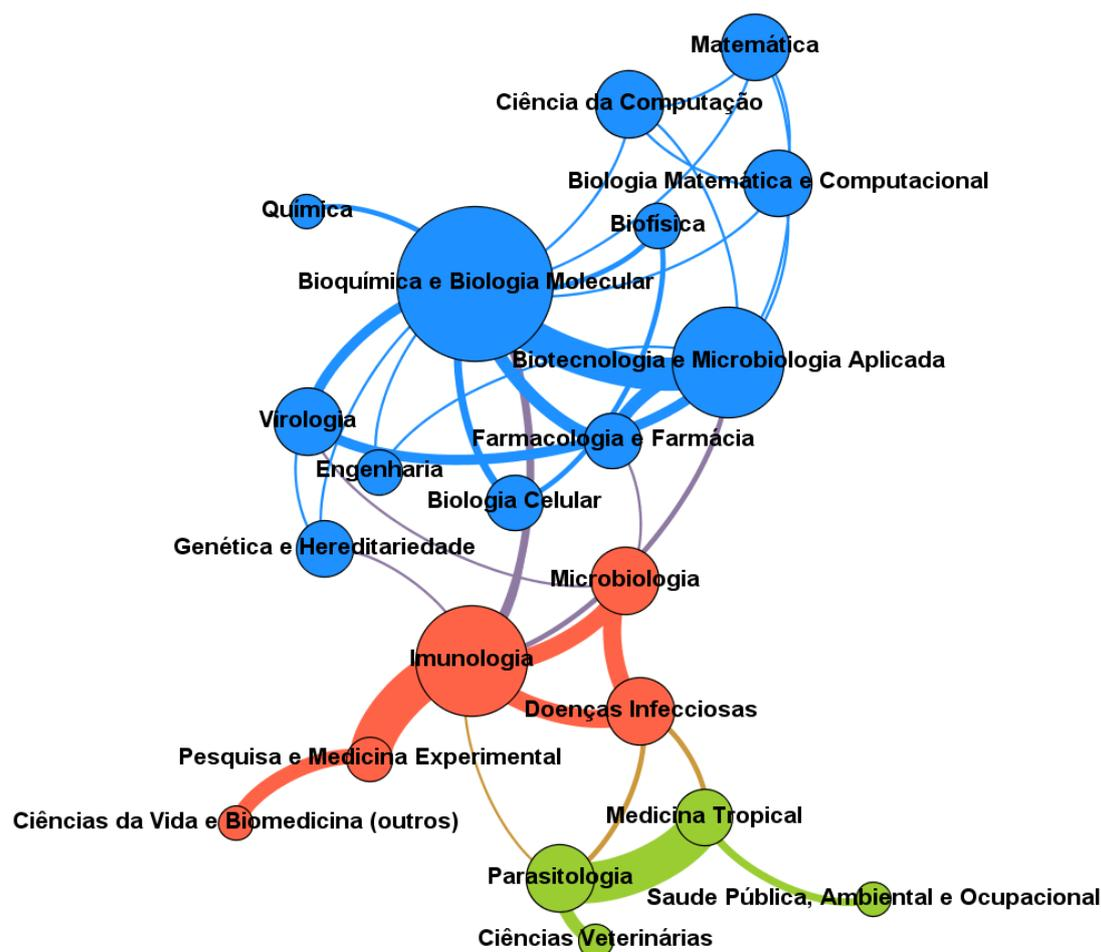 Matemática
Ciência da Computação
Biologia Matemática e Computacional
Química
Biofísica
Bioquímica e Biologia Molecular
Biotecnologia e Microbiologia Aplicada
Virologia
Farmacologia e Farmácia
Engenharia
Biologia Celular
Genética e Hereditariedade
Microbiologia
Imunologia
Doenças Infecciosas
Pesquisa e Medicina Experimental
Ciências da Vida e Biomedicina (outros)
Medicina Tropical
Parasitologia
Saude Pública, Ambiental e Ocupacional
Ciências Veterinárias